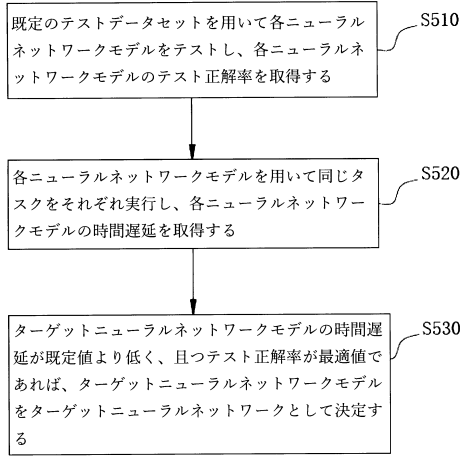 既定のテストデータセットを用いて各ニューラル
ネットワークモデルをテストし、各ニューラルネ
ットワークモデルのテスト正解率を取得する
S510
各ニューラルネットワークモデルを用いて同じタ
スクをそれぞれ実行し、各ニューラルネットワー
クモデルの時間遅延を取得する
S520
ターゲットニューラルネットワークモデルの時間遅
延が既定値より低く、且つテスト正解率が最適値で
あれば、ターゲットニューラルネットワークモデル
をターゲットニューラルネットワークとして決定す
る
S530